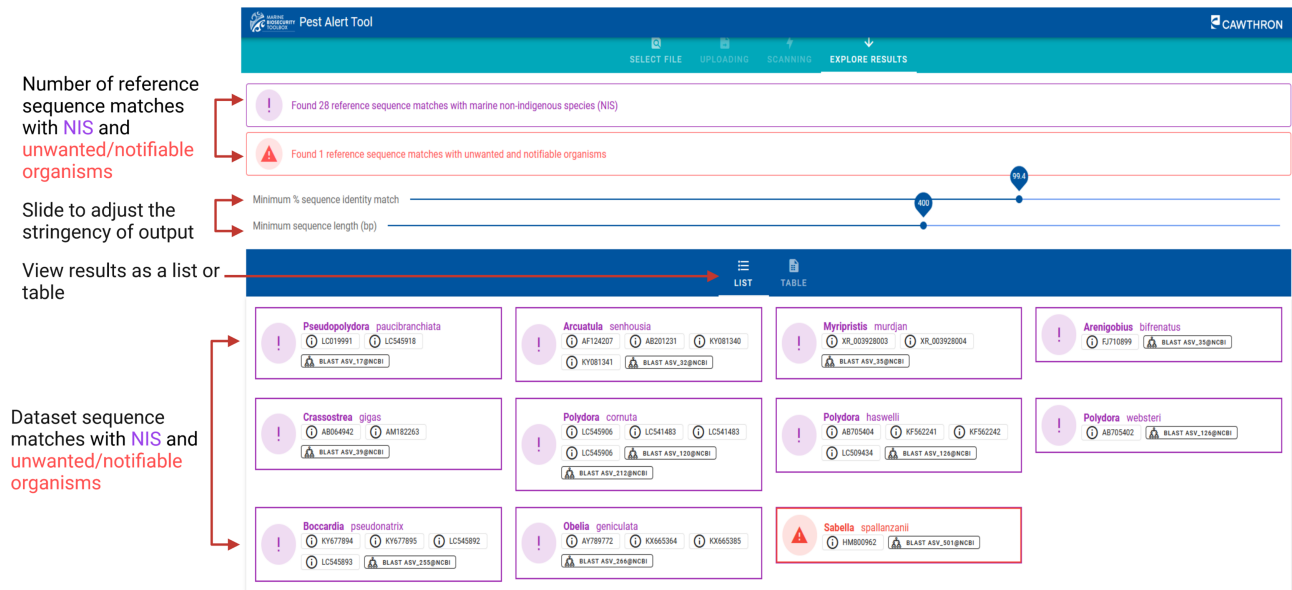 MARINE
BIOSECURITY
TOOLBOX
Pest Alert Tool
CAWTHRON
SELECT FILE
UPLOADING
SCANNING
EXPLORE RESULTS
Number of reference
sequence matches
with NIS and
unwanted/notifiable
organisms
Found 28 reference sequence matches with marine non-indigenous species (NIS)
Found 1 reference sequence matches with unwanted and notifiable organisms
Slide to adjust the
stringency of output
Minimum % sequence identity match
99.4
Minimum sequence length (bp)
400
View results as a list or
table
LIST
TABLE
Dataset sequence
matches with NIS and
unwanted/notifiable
organisms
Pseudopolydora paucibranchiata
LC019991 LC545918
BLAST ASV_17@NCBI
Arcuatula senhousia
AF124207 AB201231 KY081340
KY081341 BLAST ASV_32@NCBI
Myripristis murdjan
XR_003928003 XR_003928004
BLAST ASV_35@NCBI
Arenigobius bifrenatus
FJ710899 BLAST ASV_35@NCBI
Crassostrea gigas
AB064942 AM182263
BLAST ASV_39@NCBI
Polydora cornuta
LC545906 LC541483 LC541483
LC545906 BLAST ASV_120@NCBI
BLAST ASV_212@NCBI
Polydora haswelli
AB705404 KF562241 KF562242
LC509434 BLAST ASV_126@NCBI
Polydora websteri
AB705402 BLAST ASV_126@NCBI
Boccardia pseudonatrix
KY677894 KY677895 LC545892
LC545893 BLAST ASV_255@NCBI
Obelia geniculata
AY789772 KX665364 KX665385
BLAST ASV_266@NCBI
Sabella spallanzanii
HM800962 BLAST ASV_501@NCBI